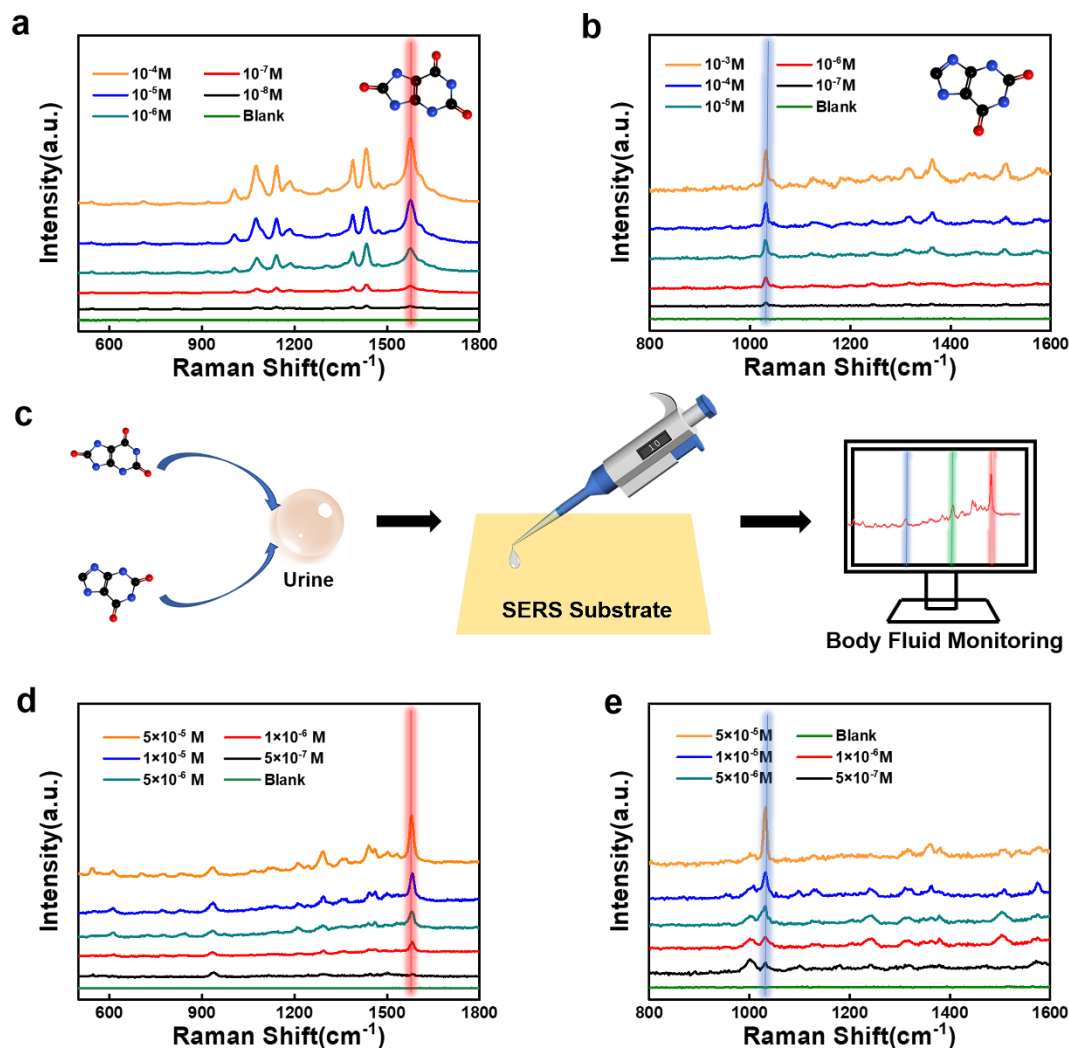 a
10⁻⁴M 10⁻⁷M
10⁻⁵M 10⁻⁸M
10⁻⁶M Blank
Intensity(a.u.)
600 900 1200 1500 1800
Raman Shift(cm⁻¹)
b
10⁻³M 10⁻⁶M
10⁻⁴M 10⁻⁷M
10⁻⁵M Blank
Intensity(a.u.)
800 1000 1200 1400 1600
Raman Shift(cm⁻¹)
c
Urine
10
SERS Substrate
Body Fluid Monitoring
d
5×10⁻⁵ M 1×10⁻⁶ M
1×10⁻⁵ M 5×10⁻⁷ M
5×10⁻⁶ M Blank
Intensity(a.u.)
600 900 1200 1500 1800
Raman Shift(cm⁻¹)
e
5×10⁻⁵M Blank
1×10⁻⁵M 1×10⁻⁶M
5×10⁻⁶M 5×10⁻⁷M
Intensity(a.u.)
800 1000 1200 1400 1600
Raman Shift(cm⁻¹)